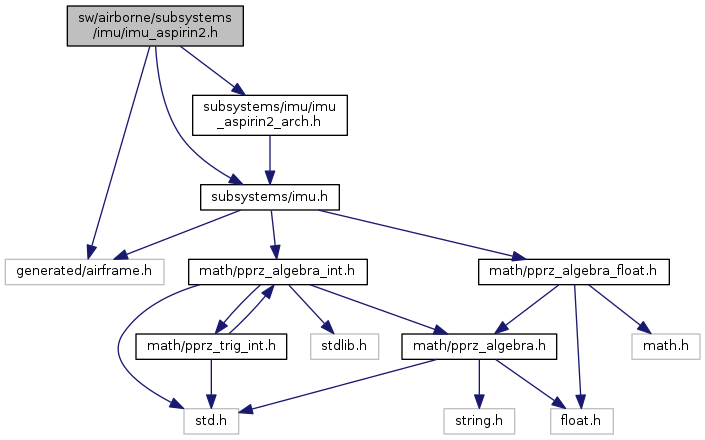 sw/airborne/subsystems
/imu/imu_aspirin2.h
subsystems/imu/imu
_aspirin2_arch.h
subsystems/imu.h
generated/airframe.h
math/pprz_algebra_int.h
math/pprz_algebra_float.h
math/pprz_trig_int.h
stdlib.h
math/pprz_algebra.h
math.h
std.h
string.h
float.h